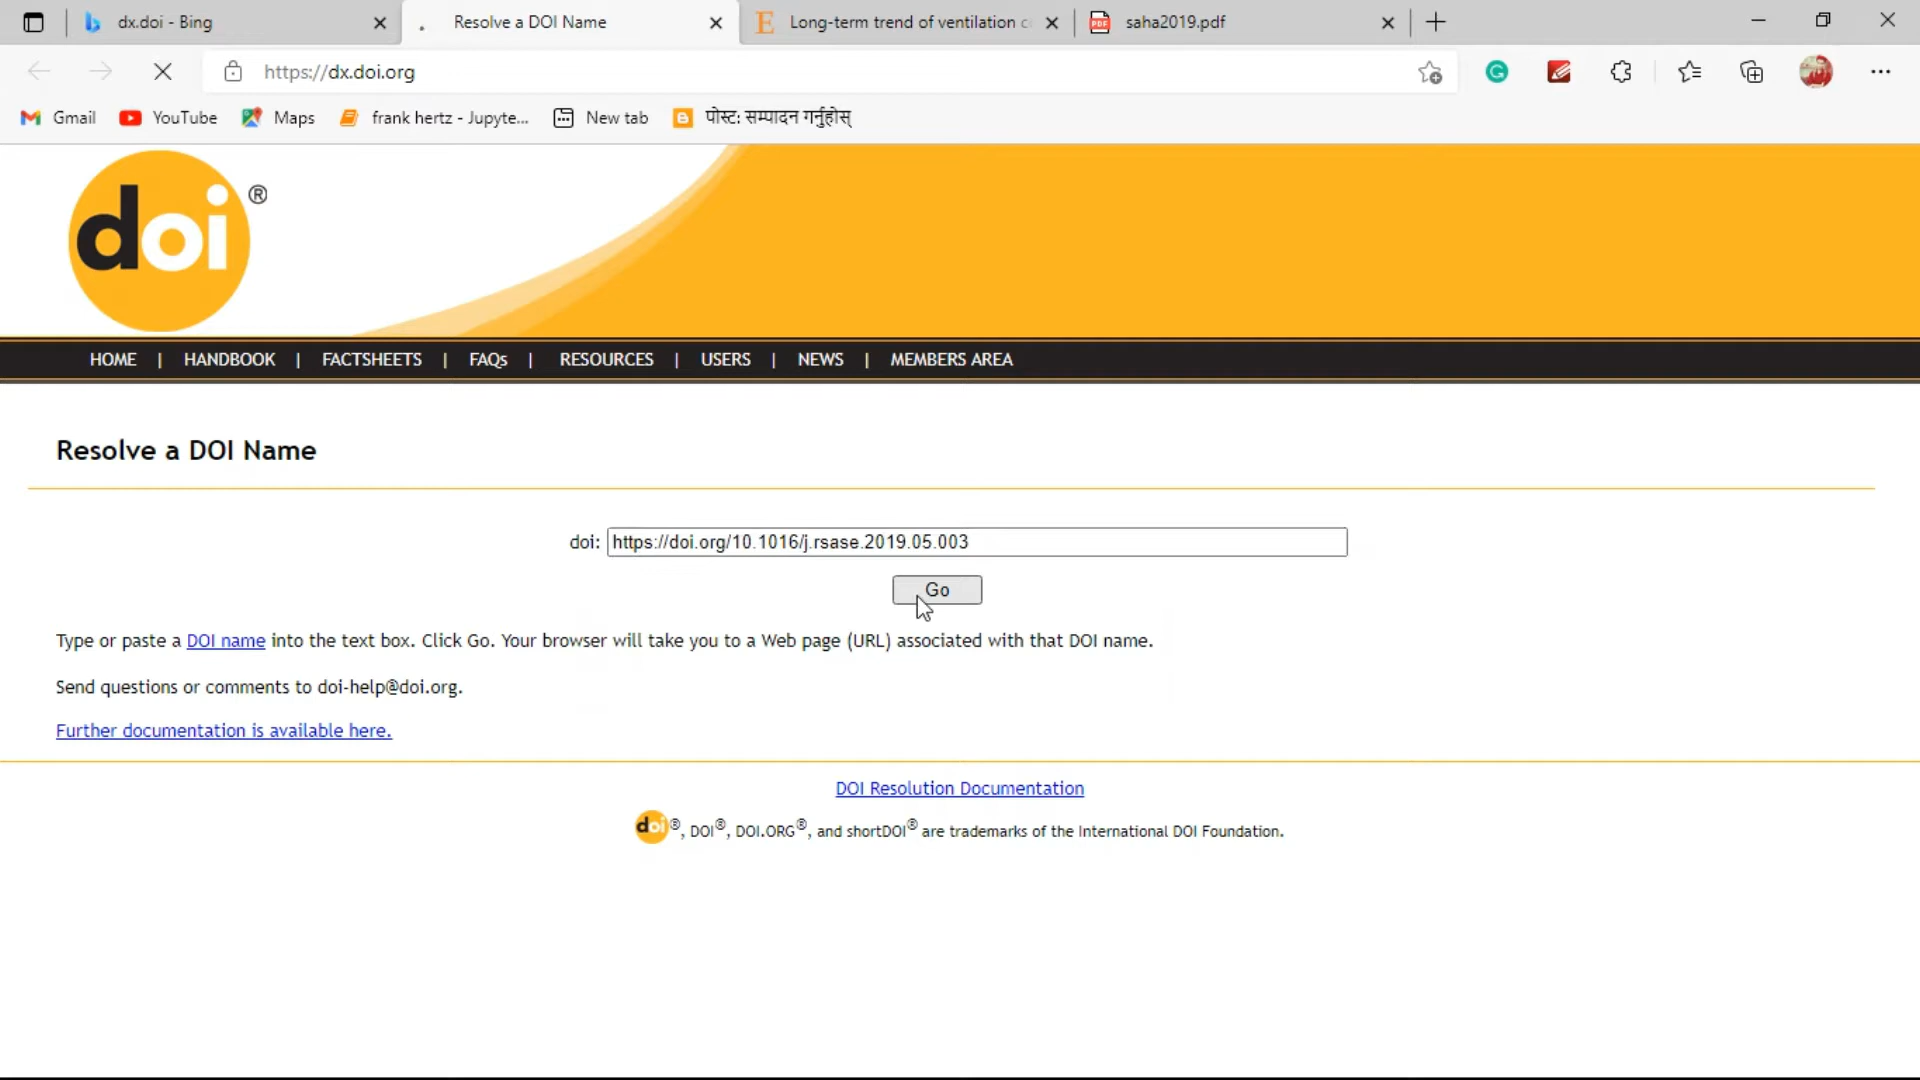 dx.doi - Bing
Resolve a DOI Name
Long-term trend of ventilation c
saha2019.pdf
https://dx.doi.org
Gmail
YouTube
Maps
frank hertz - Jupyte...
New tab
पोस्ट: सम्पादन गर्नुहोस्
doi®
HOME | HANDBOOK | FACTSHEETS | FAQs | RESOURCES | USERS | NEWS | MEMBERS AREA
Resolve a DOI Name
doi: https://doi.org/10.1016/j.rsase.2019.05.003
Go
Type or paste a DOI name into the text box. Click Go. Your browser will take you to a Web page (URL) associated with that DOI name.
Send questions or comments to doi-help@doi.org.
Further documentation is available here.
DOI Resolution Documentation
doi®, DOI®, DOI.ORG®, and shortDOI® are trademarks of the International DOI Foundation.